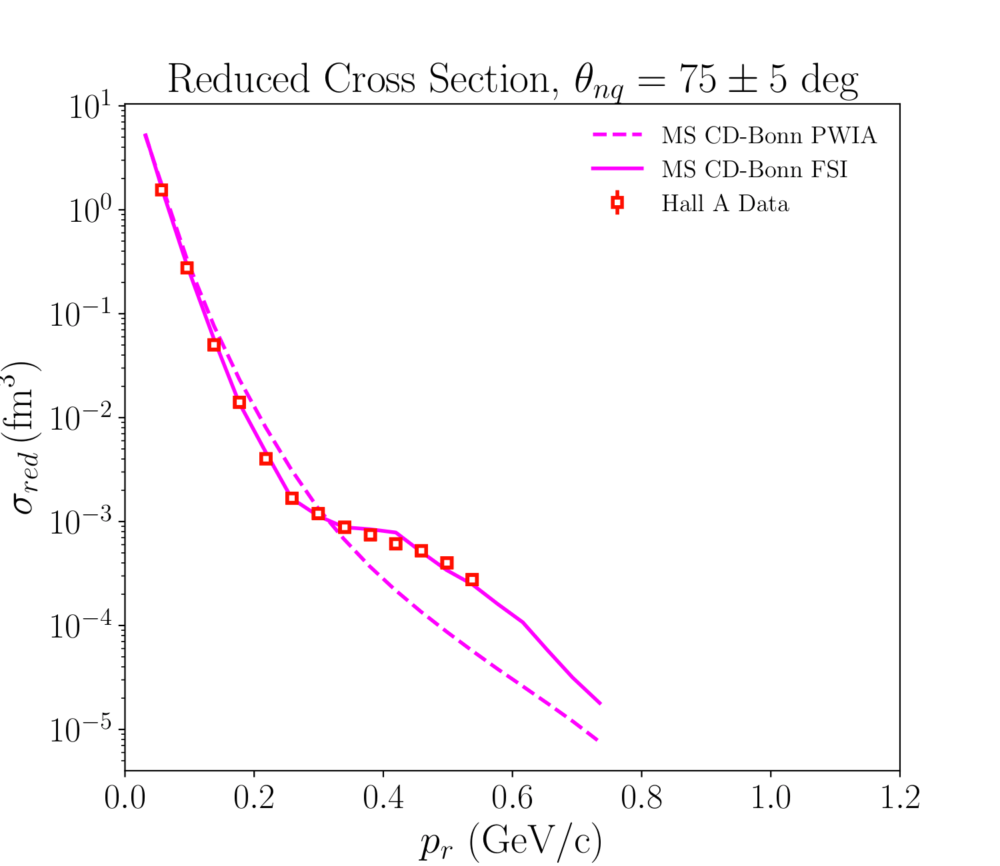 Reduced Cross Section, θ_nq = 75 ± 5 deg
MS CD-Bonn PWIA
MS CD-Bonn FSI
Hall A Data
10^1
10^0
10^−1
10^−2
10^−3
10^−4
10^−5
σ_red (fm^3)
0.0 0.2 0.4 0.6 0.8 1.0 1.2
p_r (GeV/c)